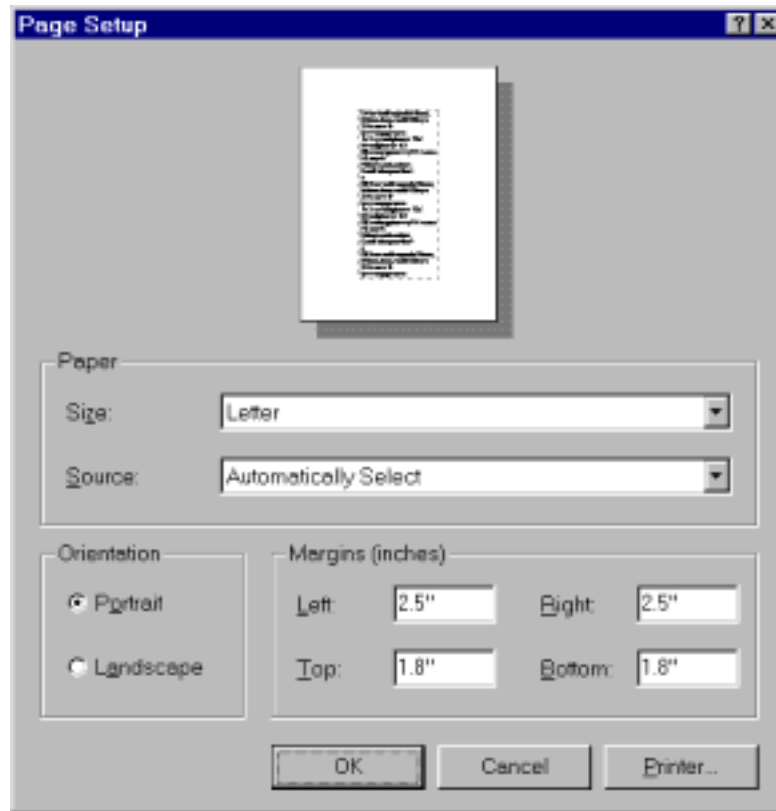 Page Setup
Paper
Size: Letter
Source: Automatically Select
Orientation
Portrait
Landscape
Margins (inches)
Left: 2.5" Right: 2.5"
Top: 1.8" Bottom: 1.8"
OK Cancel Printer...